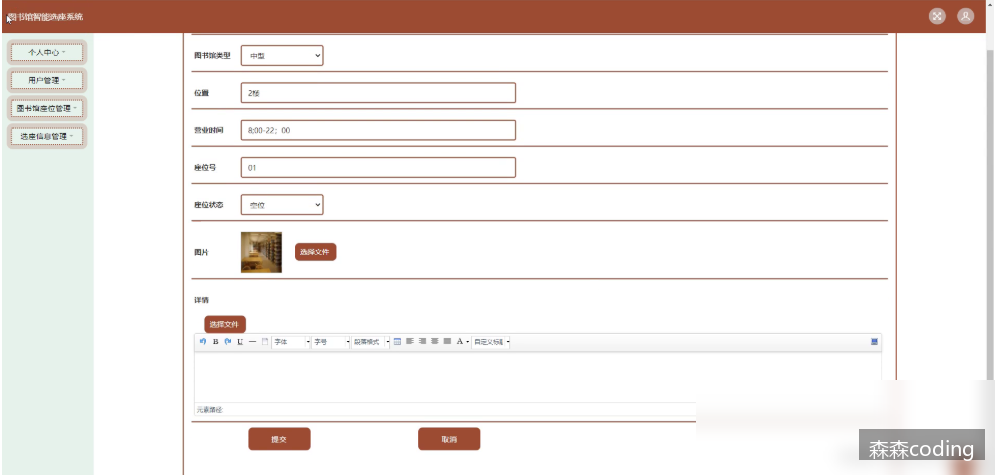 图书馆智能选座系统
个人中心
用户管理
图书馆座位管理
选座信息管理
图书馆类型 中型
位置 2楼
营业时间 8:00-22；00
座位号 01
座位状态 空位
图片 选择文件
详情
选择文件
B U 字体 字号 段落格式 A 自定义标题
元素路径:
提交 取消
森森coding